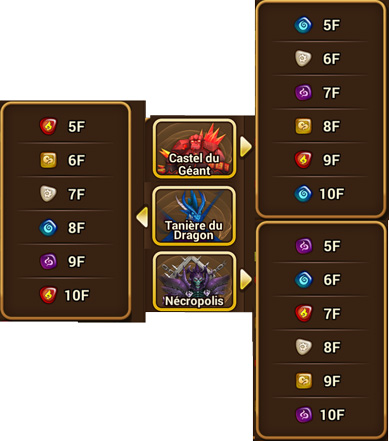 5F
6F
7F
8F
9F
10F
Castel du
Géant
Tanière du
Dragon
Nécropolis
5F
6F
7F
8F
9F
10F
5F
6F
7F
8F
9F
10F